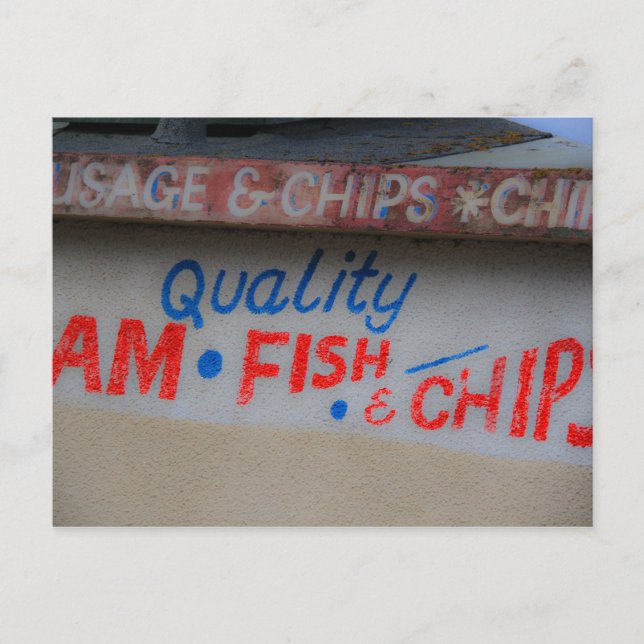 USAGE & CHIPS * CHI
Quality
AM • FISH & CHIPS